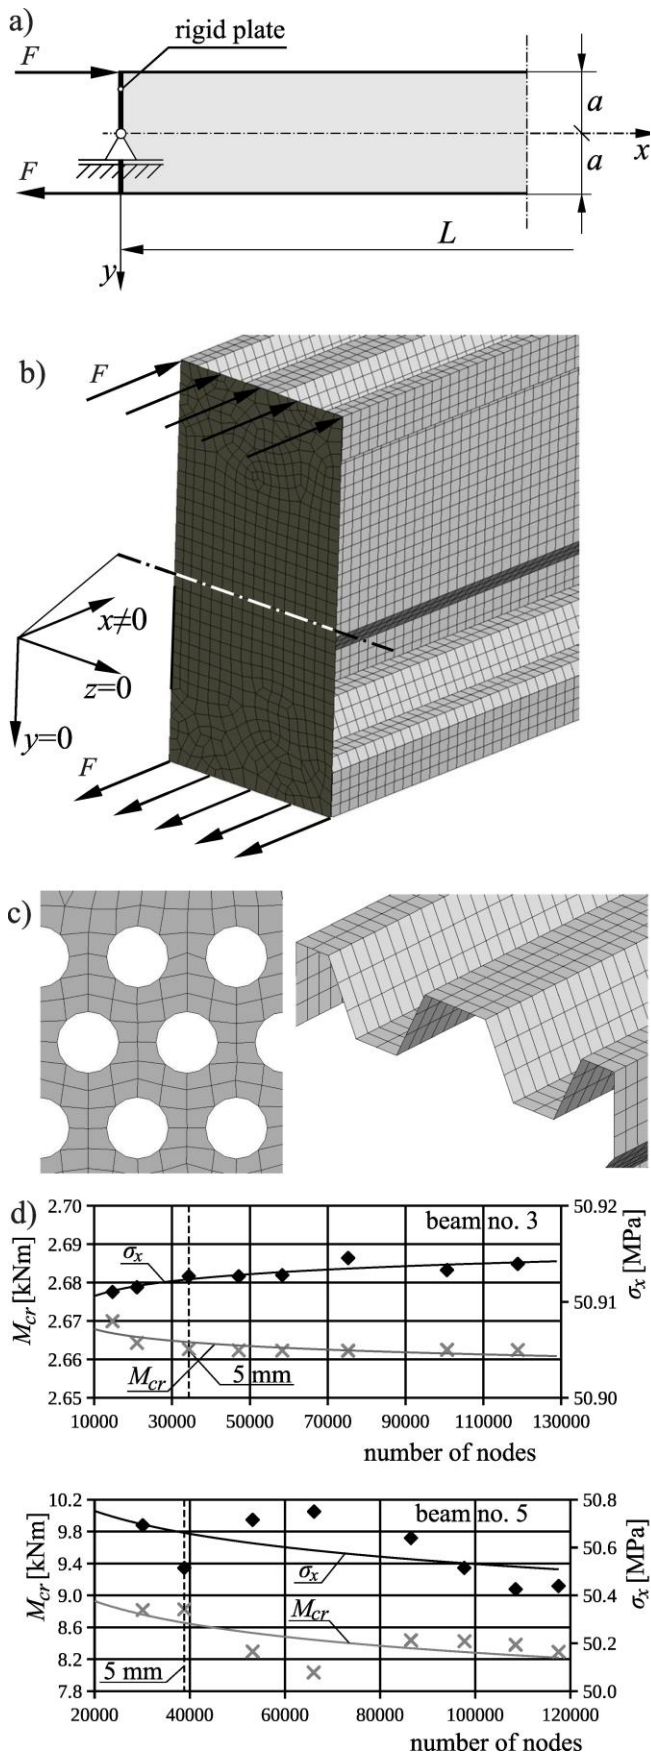 a)
rigid plate
F
a
x
a
F
L
y
b)
F
x≠0
z=0
y=0
F
c)
d)
2.70
2.69
2.68
2.67
2.66
2.65
M_cr [kNm]
beam no. 3
σ_x
M_cr
5 mm
50.92
50.91
50.90
σ_x [MPa]
10000 30000 50000 70000 90000 110000 130000
number of nodes
10.2
9.8
9.4
9.0
8.6
8.2
7.8
M_cr [kNm]
beam no. 5
σ_x
M_cr
5 mm
50.8
50.6
50.4
50.2
50.0
σ_x [MPa]
20000 40000 60000 80000 100000 120000
number of nodes